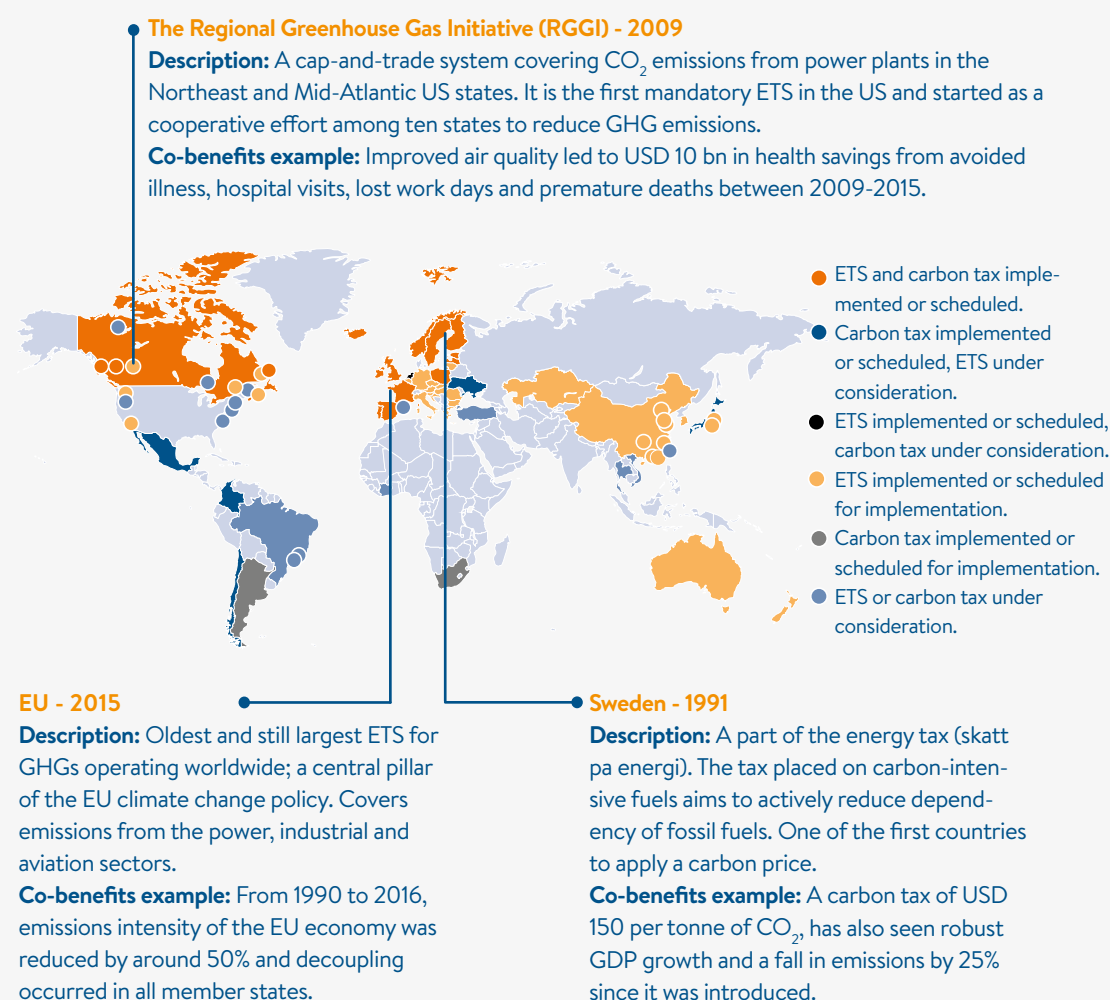 The Regional Greenhouse Gas Initiative (RGGI) - 2009
Description: A cap-and-trade system covering CO2 emissions from power plants in the
Northeast and Mid-Atlantic US states. It is the first mandatory ETS in the US and started as a
cooperative effort among ten states to reduce GHG emissions.
Co-benefits example: Improved air quality led to USD 10 bn in health savings from avoided
illness, hospital visits, lost work days and premature deaths between 2009-2015.
ETS and carbon tax imple-
mented or scheduled.
Carbon tax implemented
or scheduled, ETS under
consideration.
ETS implemented or scheduled,
carbon tax under consideration.
ETS implemented or scheduled
for implementation.
Carbon tax implemented or
scheduled for implementation.
ETS or carbon tax under
consideration.
EU - 2015
Description: Oldest and still largest ETS for
GHGs operating worldwide; a central pillar
of the EU climate change policy. Covers
emissions from the power, industrial and
aviation sectors.
Co-benefits example: From 1990 to 2016,
emissions intensity of the EU economy was
reduced by around 50% and decoupling
occurred in all member states.
Sweden - 1991
Description: A part of the energy tax (skatt
pa energi). The tax placed on carbon-inten-
sive fuels aims to actively reduce depend-
ency of fossil fuels. One of the first countries
to apply a carbon price.
Co-benefits example: A carbon tax of USD
150 per tonne of CO2, has also seen robust
GDP growth and a fall in emissions by 25%
since it was introduced.